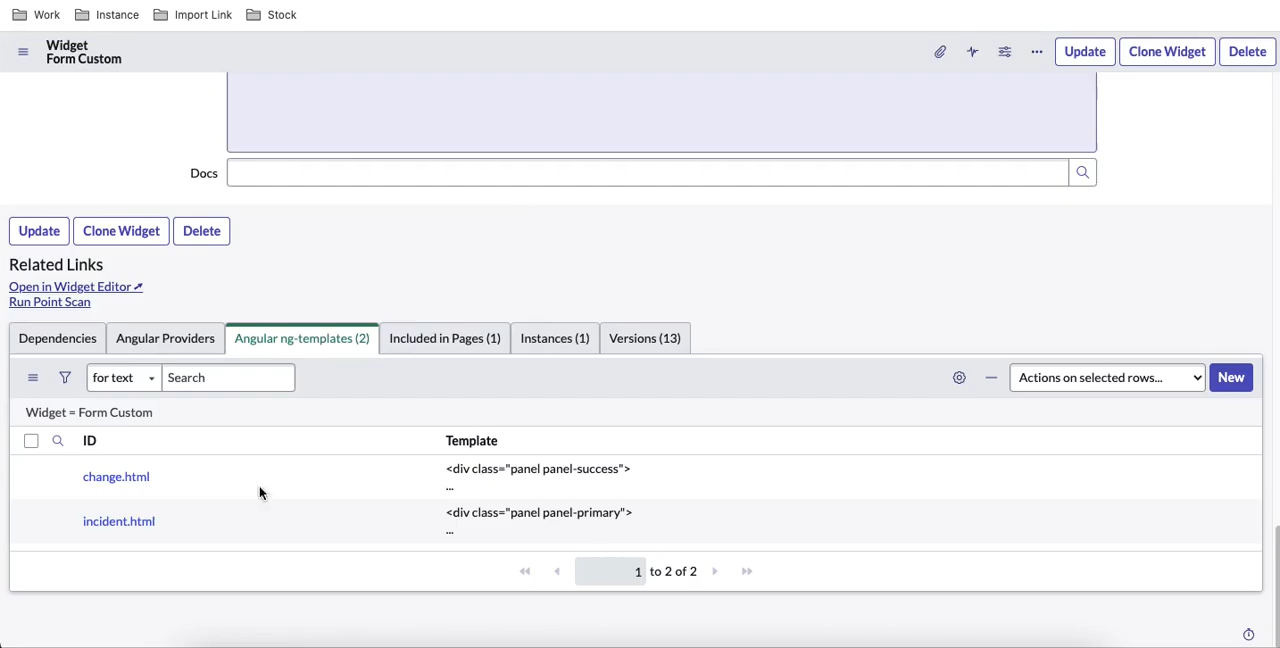 Work Instance Import Link Stock
Widget
Form Custom
Update Clone Widget Delete
Docs
Update Clone Widget Delete
Related Links
Open in Widget Editor
Run Point Scan
Dependencies Angular Providers Angular ng-templates (2) Included in Pages (1) Instances (1) Versions (13)
for text Search Actions on selected rows... New
Widget = Form Custom
ID Template
change.html <div class="panel panel-success">
...
incident.html <div class="panel panel-primary">
...
1 to 2 of 2